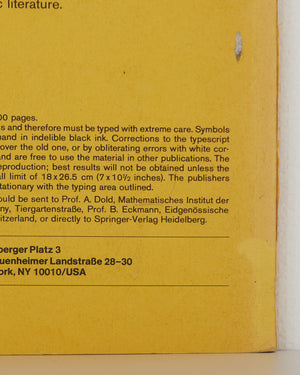 c literature.
00 pages.
s and therefore must be typed with extreme care. Symbols
hand in indelible black ink. Corrections to the typescript
over the old one, or by obliterating errors with white cor-
and are free to use the material in other publications. The
reproduction; best results will not be obtained unless the
all limit of 18 x 26.5 cm (7 x 10½ inches). The publishers
stationary with the typing area outlined.
ould be sent to Prof. A. Dold, Mathematisches Institut der
ny, Tiergartenstraße, Prof. B. Eckmann, Eidgenössische
itzerland, or directly to Springer-Verlag Heidelberg.
berger Platz 3
uenheimer Landstraße 28–30
ork, NY 10010/USA